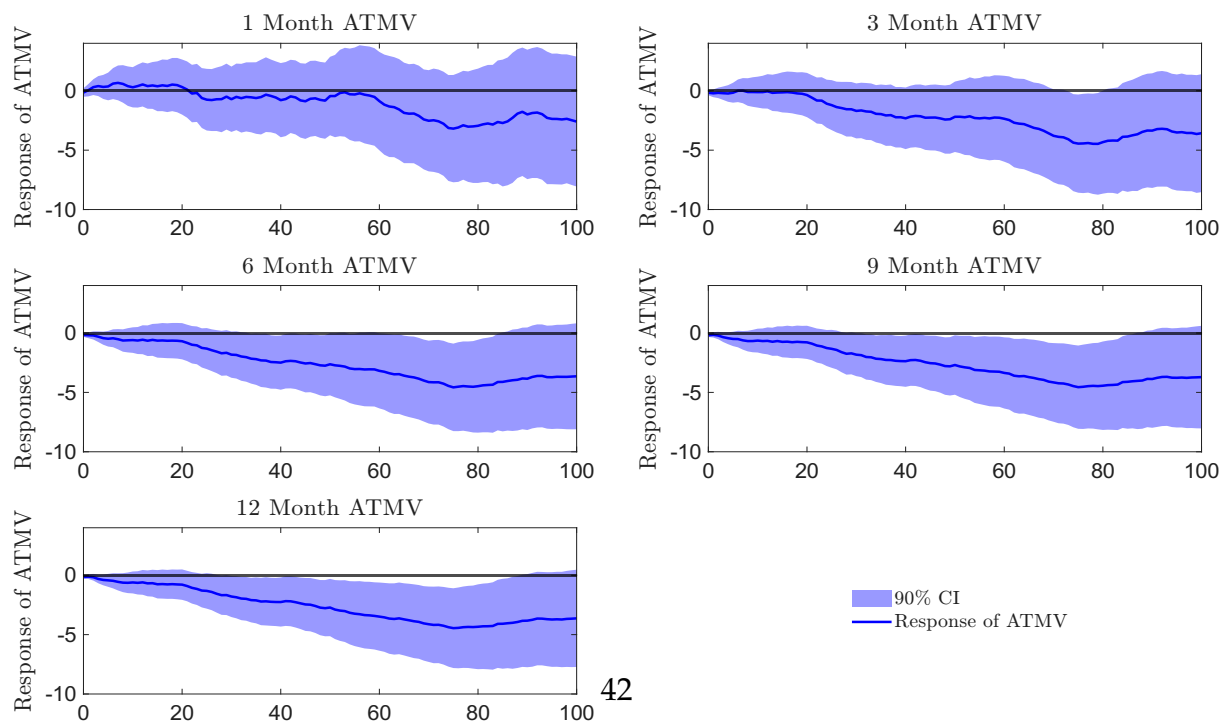 1 Month ATMV
Response of ATMV
0
-5
-10
0 20 40 60 80 100
3 Month ATMV
Response of ATMV
0
-5
-10
0 20 40 60 80 100
6 Month ATMV
Response of ATMV
0
-5
-10
0 20 40 60 80 100
9 Month ATMV
Response of ATMV
0
-5
-10
0 20 40 60 80 100
12 Month ATMV
Response of ATMV
0
-5
-10
0 20 40 60 80 100
90% CI
Response of ATMV
42